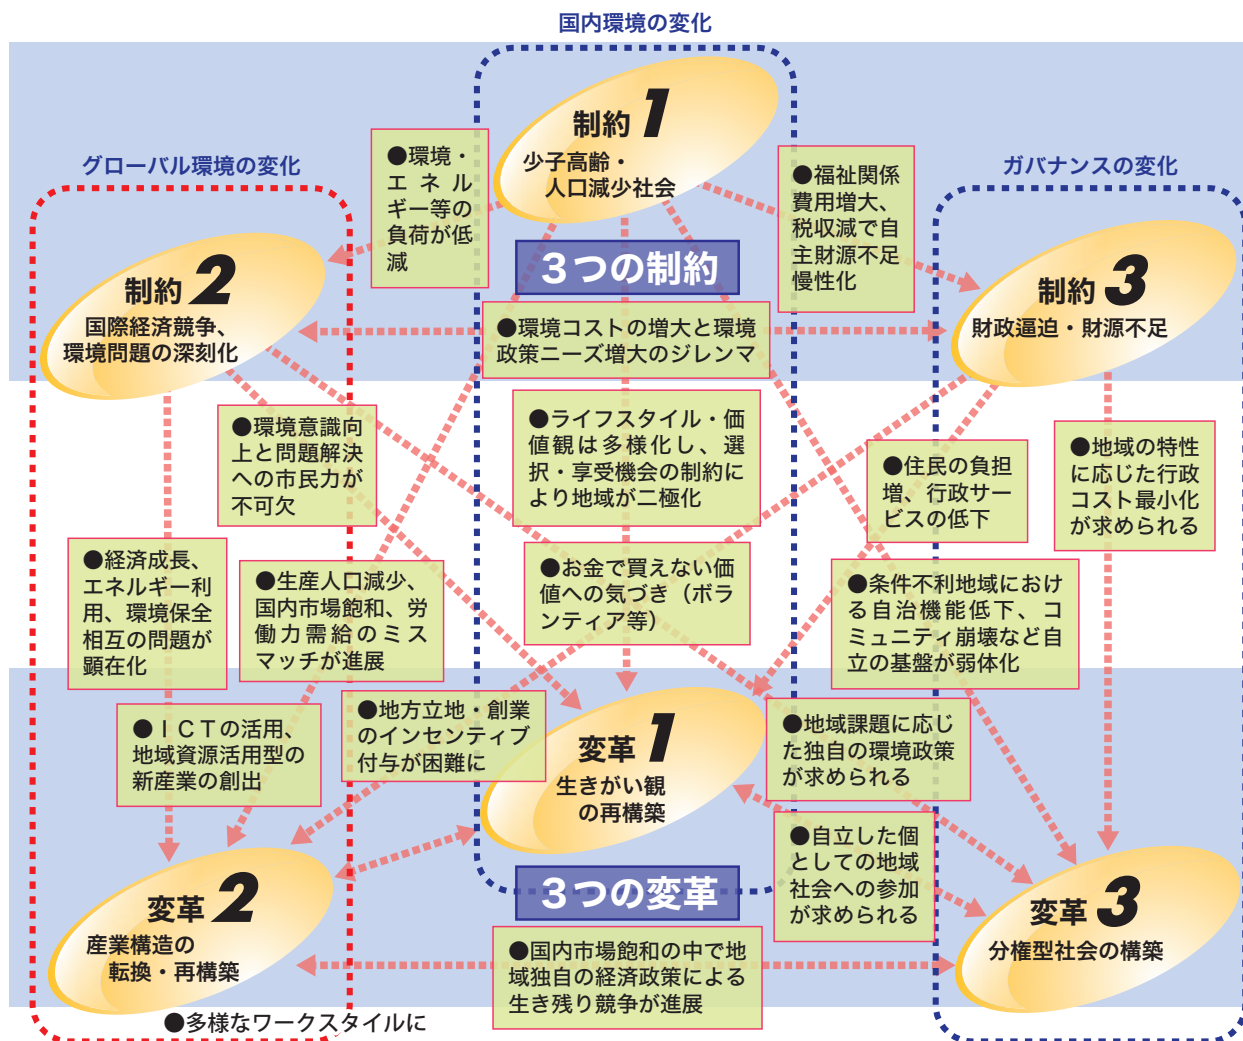 国内環境の変化
制約 1
少子高齢・
人口減少社会
グローバル環境の変化
ガバナンスの変化
●環境・
エネル
ギー等の
負荷が低
減
●福祉関係
費用増大、
税収減で自
主財源不足
慢性化
3つの制約
制約 2
国際経済競争、
環境問題の深刻化
制約 3
財政逼迫・財源不足
●環境コストの増大と環境
政策ニーズ増大のジレンマ
●環境意識向
上と問題解決
への市民力が
不可欠
●ライフスタイル・価
値観は多様化し、選
択・享受機会の制約に
より地域が二極化
●住民の負担
増、行政サー
ビスの低下
●地域の特性
に応じた行政
コスト最小化
が求められる
●経済成長、
エネルギー利
用、環境保全
相互の問題が
顕在化
●生産人口減少、
国内市場飽和、労
働力需給のミス
マッチが進展
●お金で買えない価
値への気づき（ボラ
ンティア等）
●条件不利地域におけ
る自治機能低下、コ
ミュニティ崩壊など自
立の基盤が弱体化
●ＩＣＴの活用、
地域資源活用型の
新産業の創出
●地方立地・創業
のインセンティブ
付与が困難に
変革 1
生きがい観
の再構築
●地域課題に応じ
た独自の環境政策
が求められる
●自立した個
としての地域
社会への参加
が求められる
3つの変革
変革 2
産業構造の
転換・再構築
変革 3
分権型社会の構築
●国内市場飽和の中で地
域独自の経済政策による
生き残り競争が進展
●多様なワークスタイルに